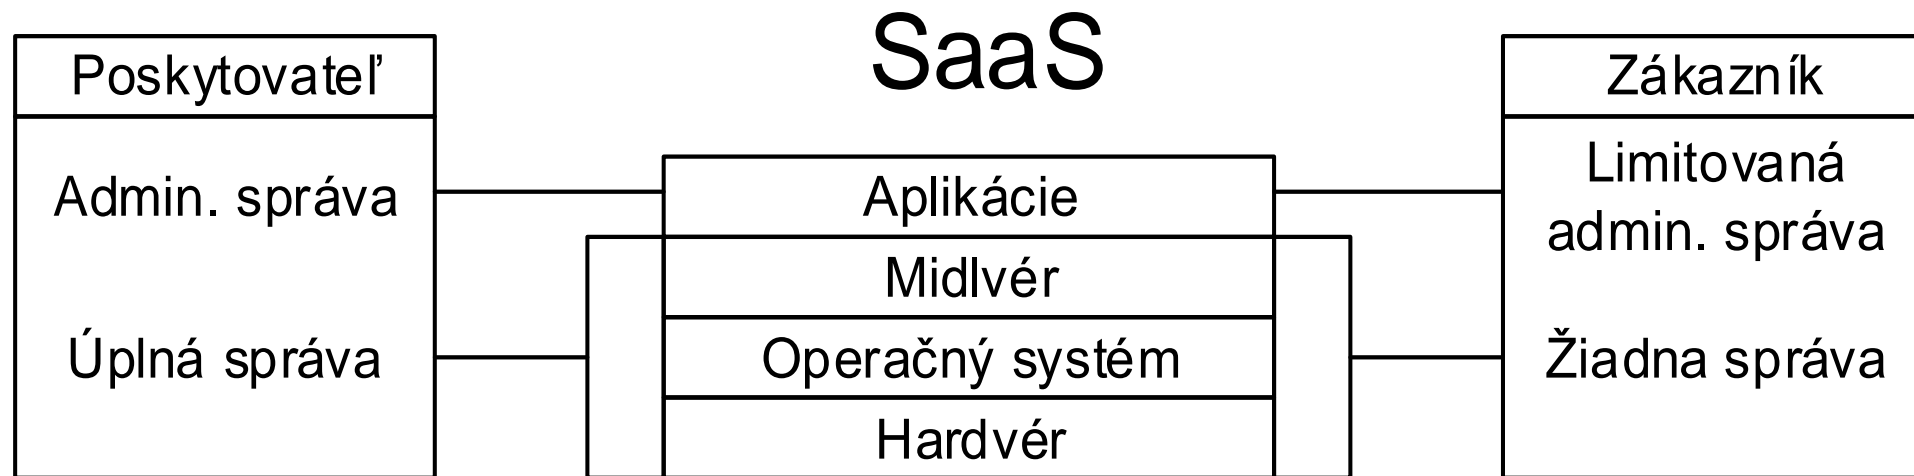 SaaS
Poskytovateľ
Admin. správa
Úplná správa
Aplikácie
Midlvér
Operačný systém
Hardvér
Zákazník
Limitovaná
admin. správa
Žiadna správa